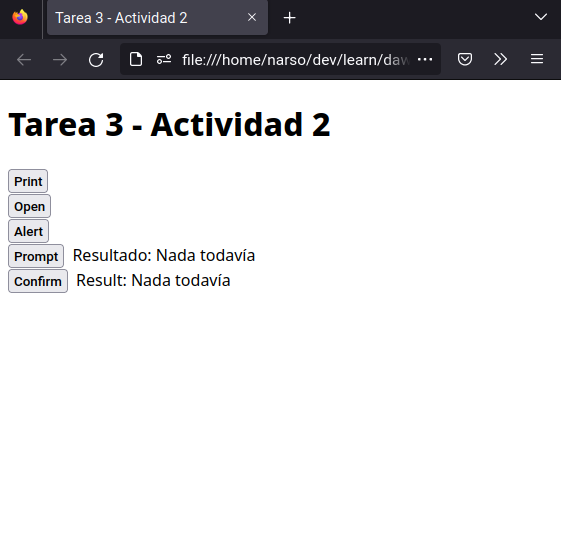 Tarea 3 - Actividad 2
file:///home/narso/dev/learn/daw
Tarea 3 - Actividad 2
Print
Open
Alert
Prompt Resultado: Nada todavía
Confirm Result: Nada todavía